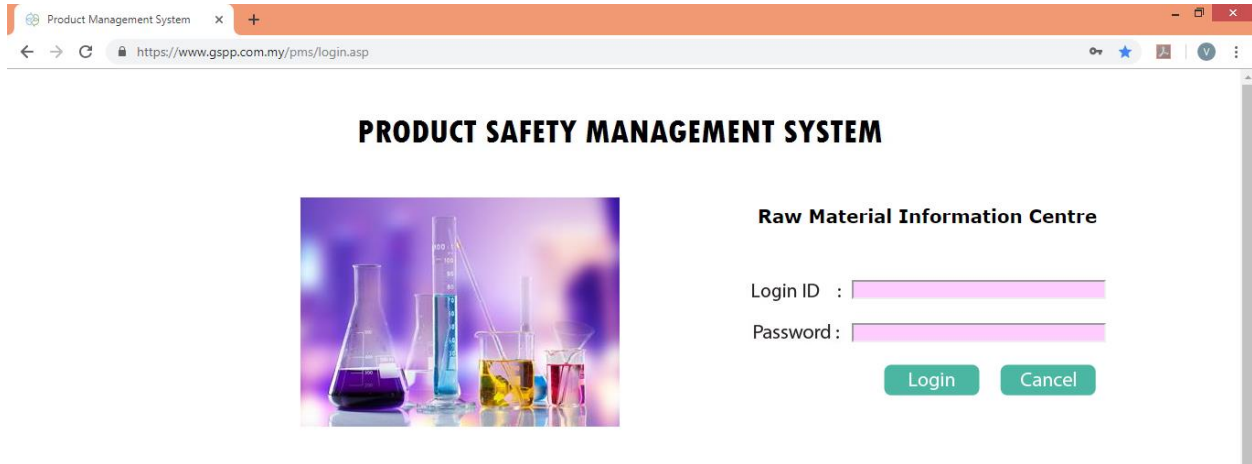 Product Management System
https://www.gspp.com.my/pms/login.asp
V
PRODUCT SAFETY MANAGEMENT SYSTEM
Raw Material Information Centre
Login ID :
Password :
Login Cancel